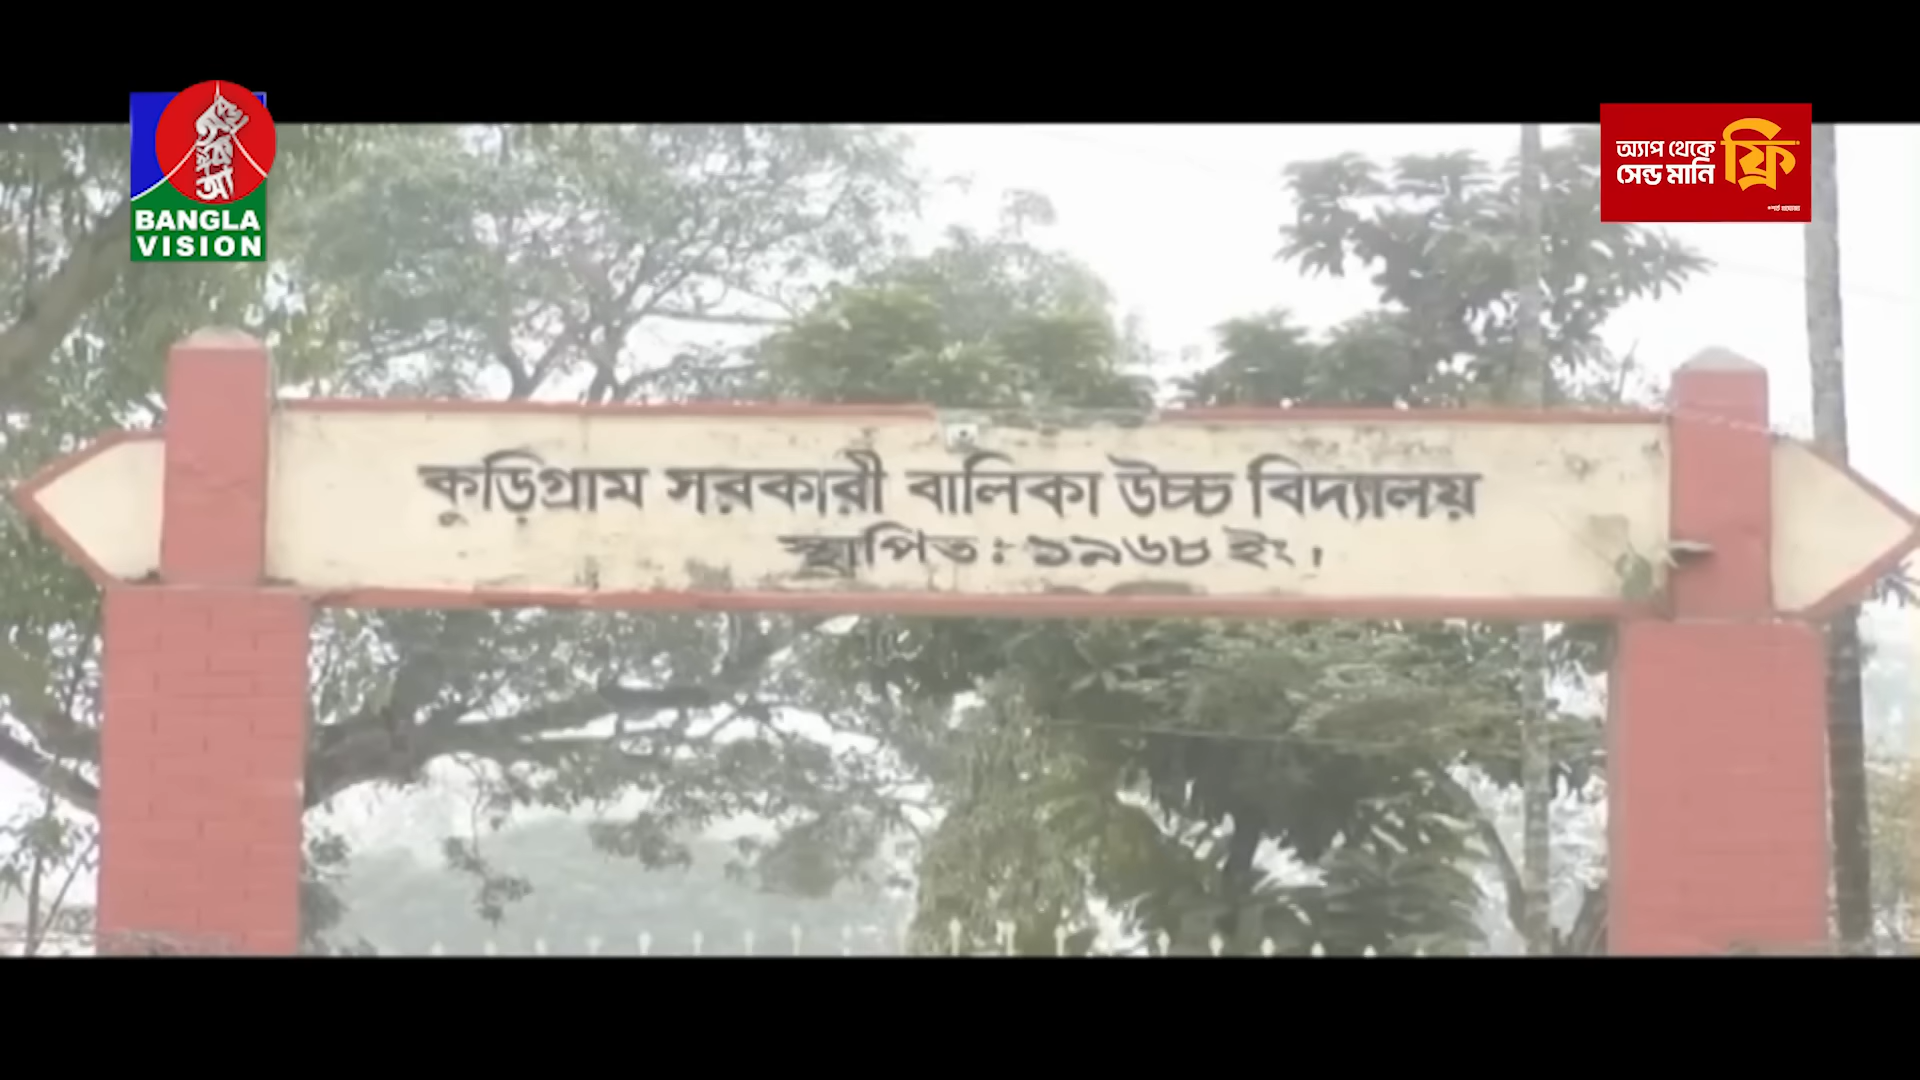 BANGLA
VISION
অ্যাপ থেকে
সেন্ড মানি
ফ্রি
কুড়িগ্রাম সরকারী বালিকা উচ্চ বিদ্যালয়
স্থাপিত : ১৯৬৮ ইং ।